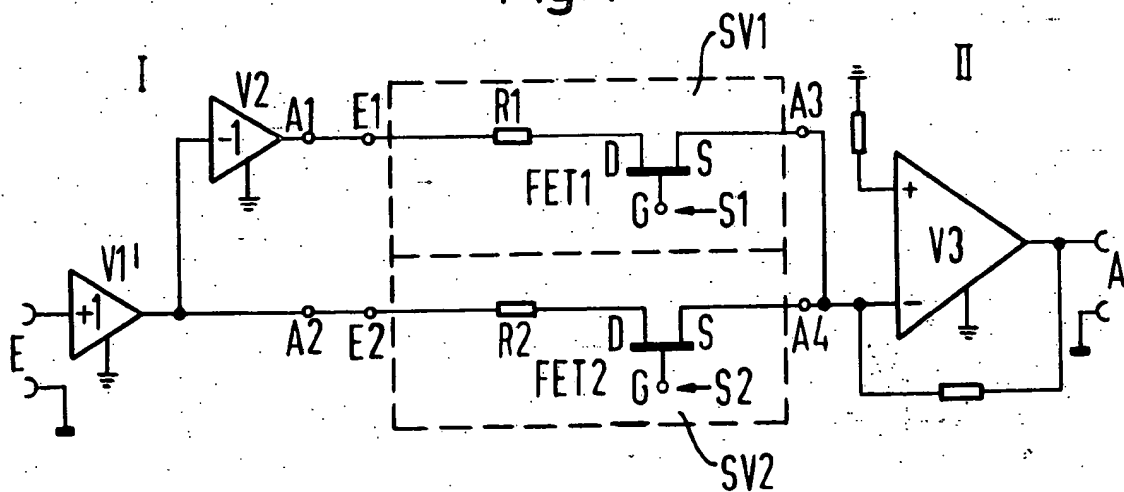 Fig.
SV1
I
II
V2
A1
E1
R1
A3
-1
D
S
FET1
G
S1
+
V1'
V3
A
+1
E
A2
E2
R2
D
S
A4
-
FET2
G
S2
SV2